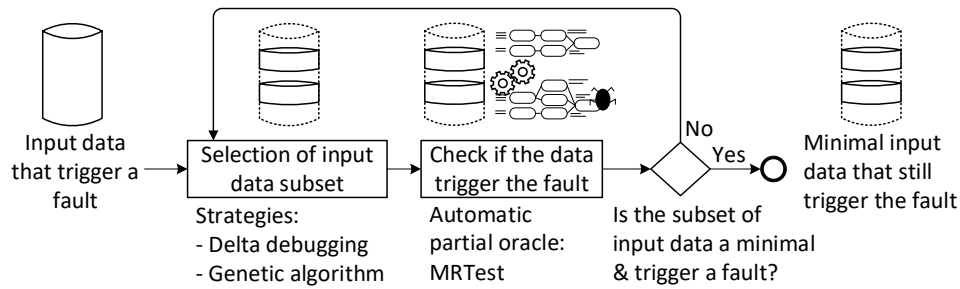 Input data
that trigger a
fault
Selection of input
data subset
Strategies:
- Delta debugging
- Genetic algorithm
Check if the data
trigger the fault
Automatic
partial oracle:
MRTest
No
Yes
Is the subset of
input data a minimal
& trigger a fault?
Minimal input
data that still
trigger the fault